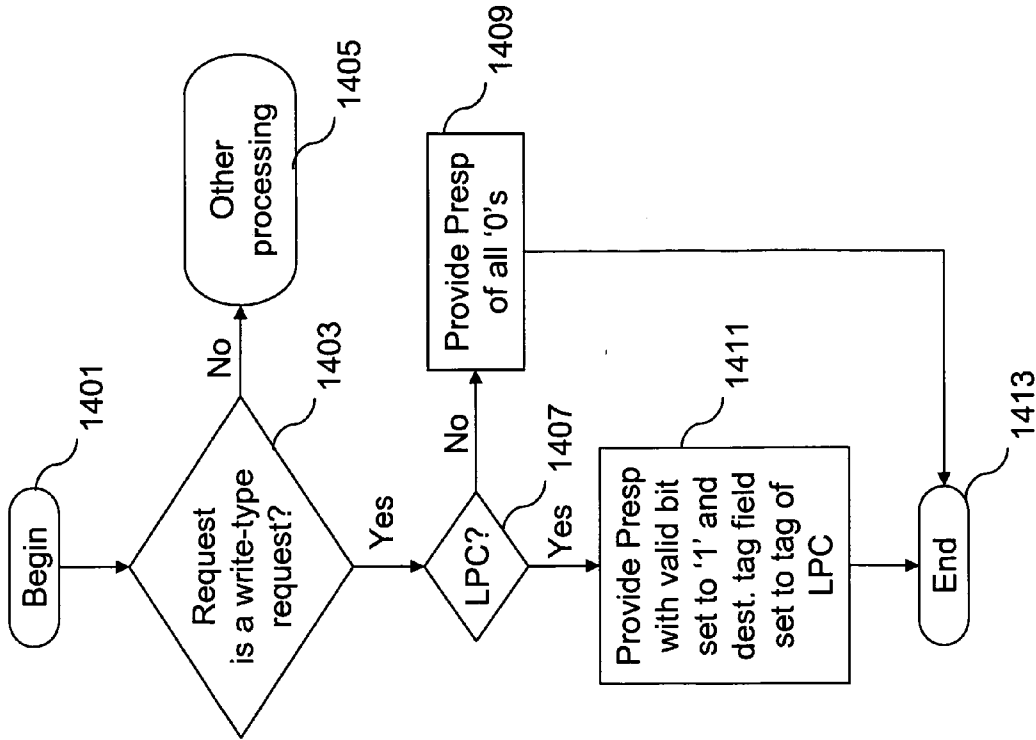 Begin
1401
Request
is a write-type
request?
1403
No
Other
processing
1405
Yes
LPC?
1407
No
Provide Presp
of all ‘0’s
1409
Yes
Provide Presp
with valid bit
set to ‘1’ and
dest. tag field
set to tag of
LPC
1411
End
1413